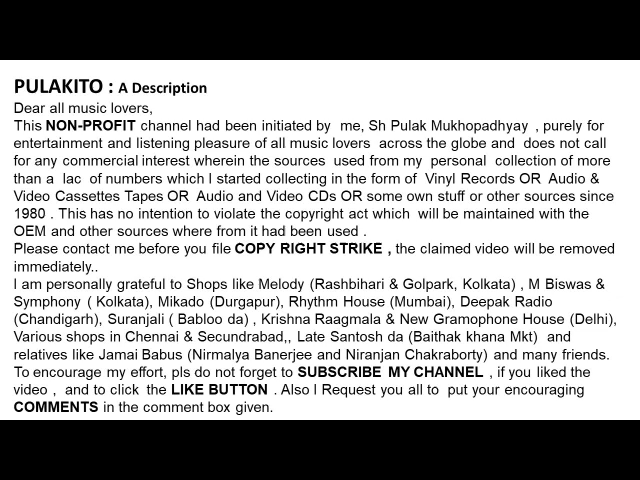 PULAKITO : A Description
Dear all music lovers,
This NON-PROFIT channel had been initiated by me, Sh Pulak Mukhopadhyay , purely for
entertainment and listening pleasure of all music lovers across the globe and does not call
for any commercial interest wherein the sources used from my personal collection of more
than a lac of numbers which I started collecting in the form of Vinyl Records OR Audio &
Video Cassettes Tapes OR Audio and Video CDs OR some own stuff or other sources since
1980 . This has no intention to violate the copyright act which will be maintained with the
OEM and other sources where from it had been used .
Please contact me before you file COPY RIGHT STRIKE , the claimed video will be removed
immediately..
I am personally grateful to Shops like Melody (Rashbihari & Golpark, Kolkata) , M Biswas &
Symphony ( Kolkata), Mikado (Durgapur), Rhythm House (Mumbai), Deepak Radio
(Chandigarh), Suranjali ( Babloo da) , Krishna Raagmala & New Gramophone House (Delhi),
Various shops in Chennai & Secundrabad,, Late Santosh da (Baithak khana Mkt) and
relatives like Jamai Babus (Nirmalya Banerjee and Niranjan Chakraborty) and many friends.
To encourage my effort, pls do not forget to SUBSCRIBE MY CHANNEL , if you liked the
video , and to click the LIKE BUTTON . Also I Request you all to put your encouraging
COMMENTS in the comment box given.